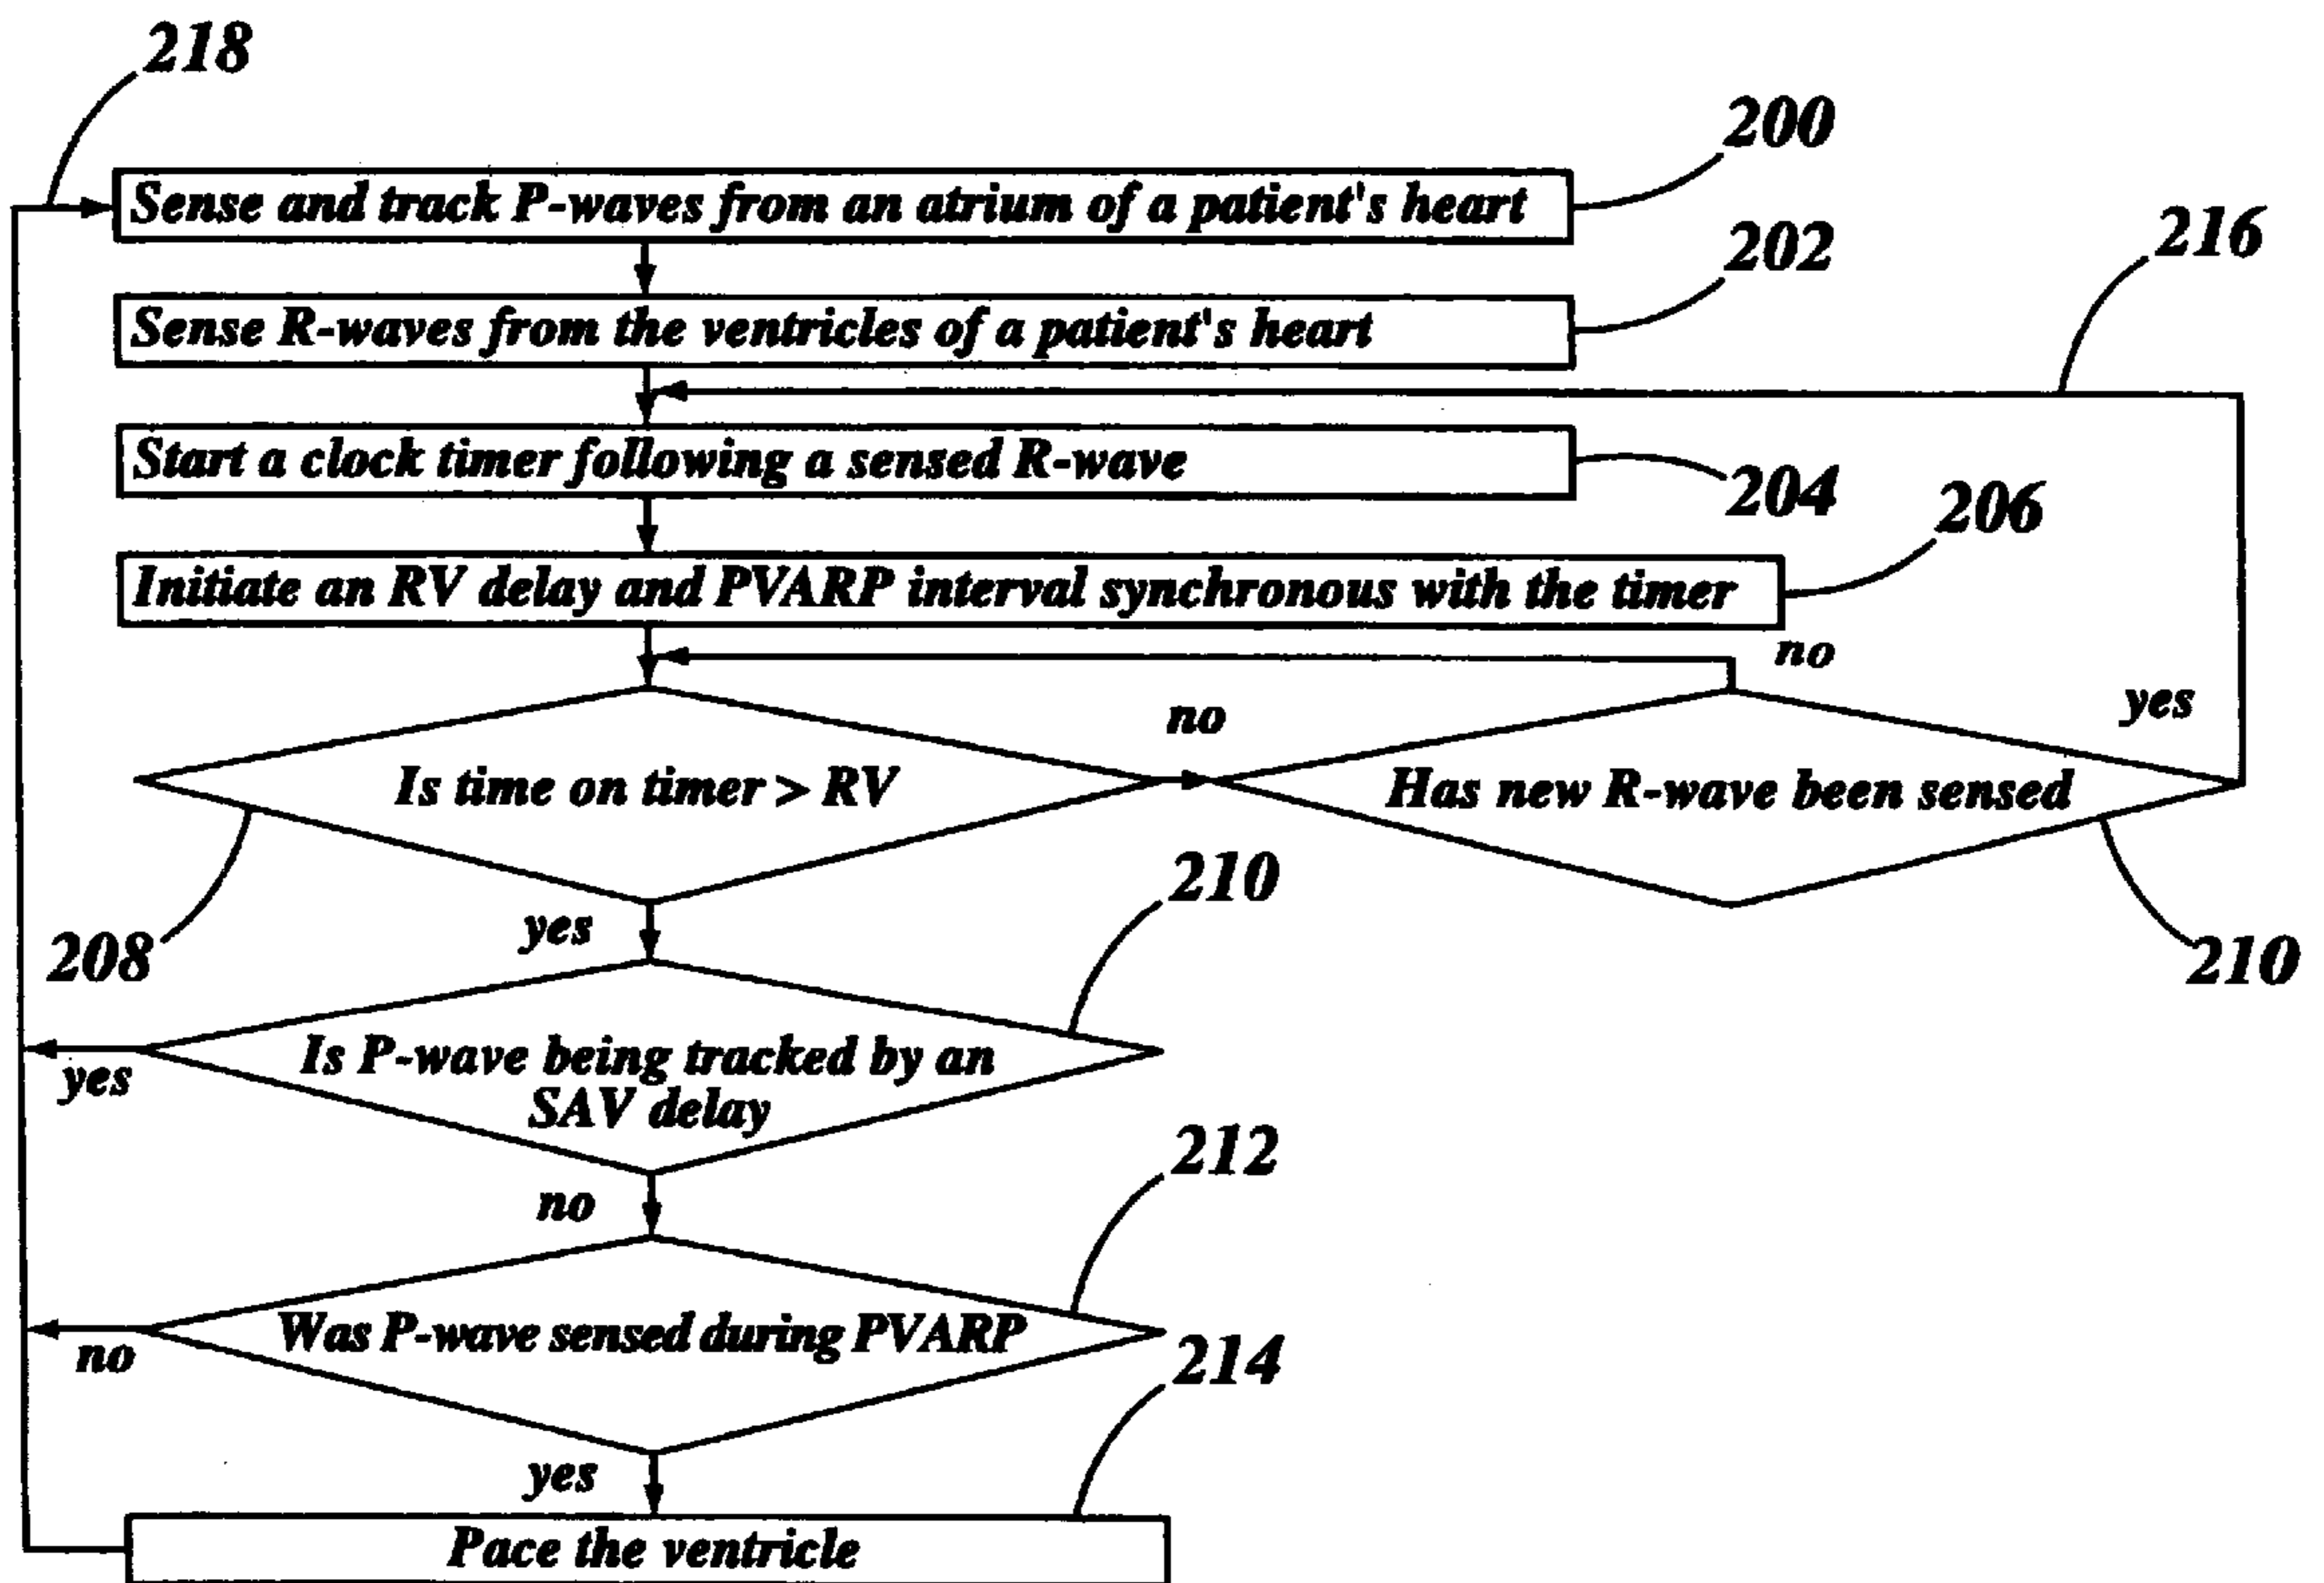 218
200
Sense and track P-waves from an atrium of a patient's heart
202
216
Sense R-waves from the ventricles of a patient's heart
Start a clock timer following a sensed R-wave
204
206
Initiate an RV delay and PVARP interval synchronous with the timer
no
yes
no
Is time on timer > RV
Has new R-wave been sensed
210
yes
208
210
Is P-wave being tracked by an
SAV delay
yes
212
no
Was P-wave sensed during PVARP
no
214
yes
Pace the ventricle